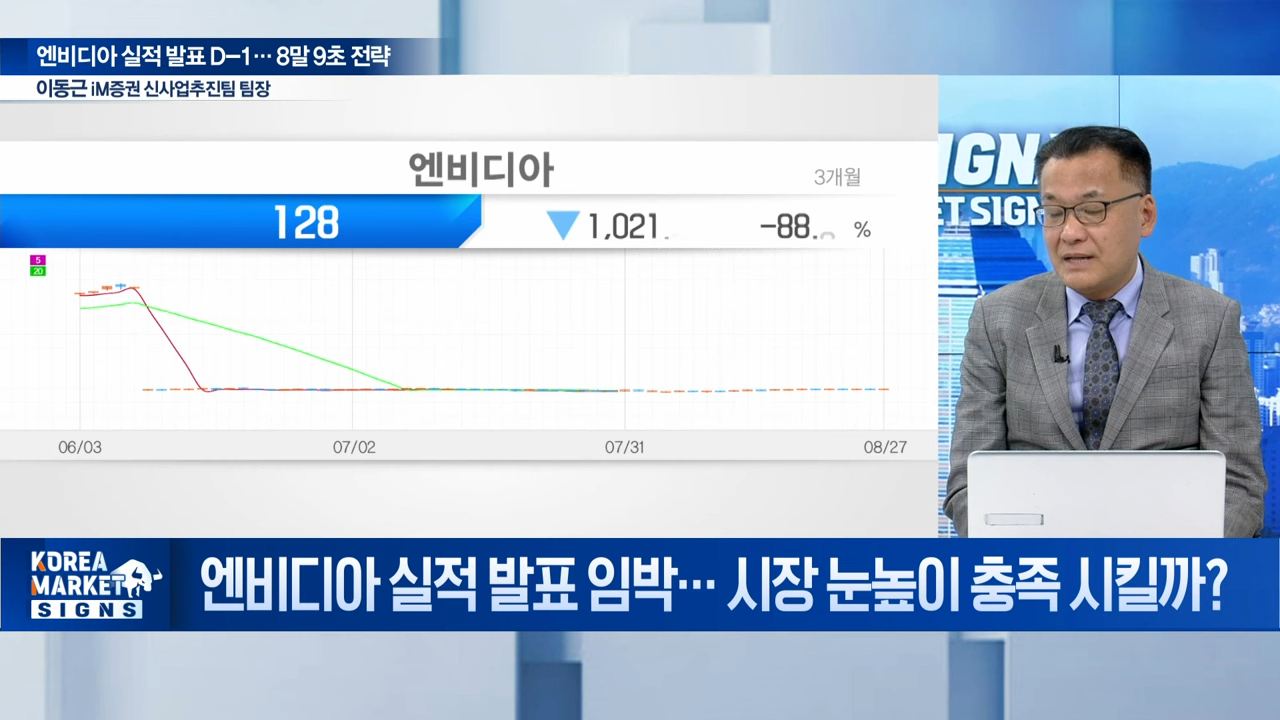 엔비디아 실적 발표 D-1… 8말 9초 전략
이동근 iM증권 신사업추진팀 팀장
엔비디아
3개월
128
▼1,021.
-88. %
5
20
06/03
07/02
07/31
08/27
IGNA
ET SIGN
KOREA
MARKET
SIGNS
엔비디아 실적 발표 임박… 시장 눈높이 충족 시킬까?